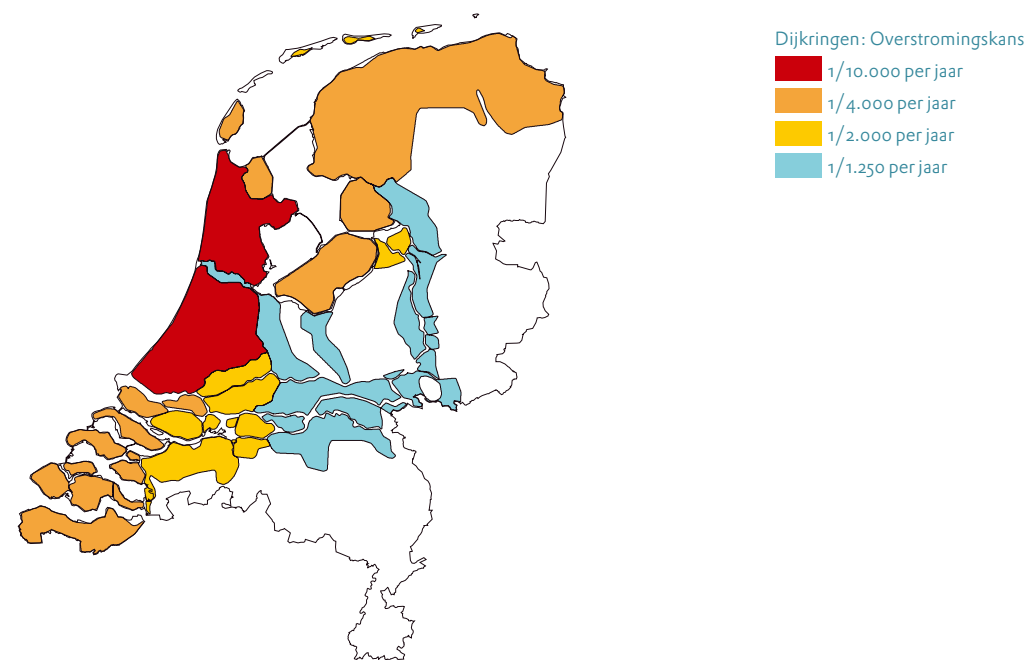 Dijkringen: Overstromingskans
1/10.000 per jaar
1/4.000 per jaar
1/2.000 per jaar
1/1.250 per jaar